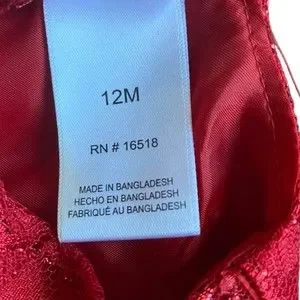 12M
RN # 16518
MADE IN BANGLADESH
HECHO EN BANGLADESH
FABRIQUÉ AU BANGLADESH